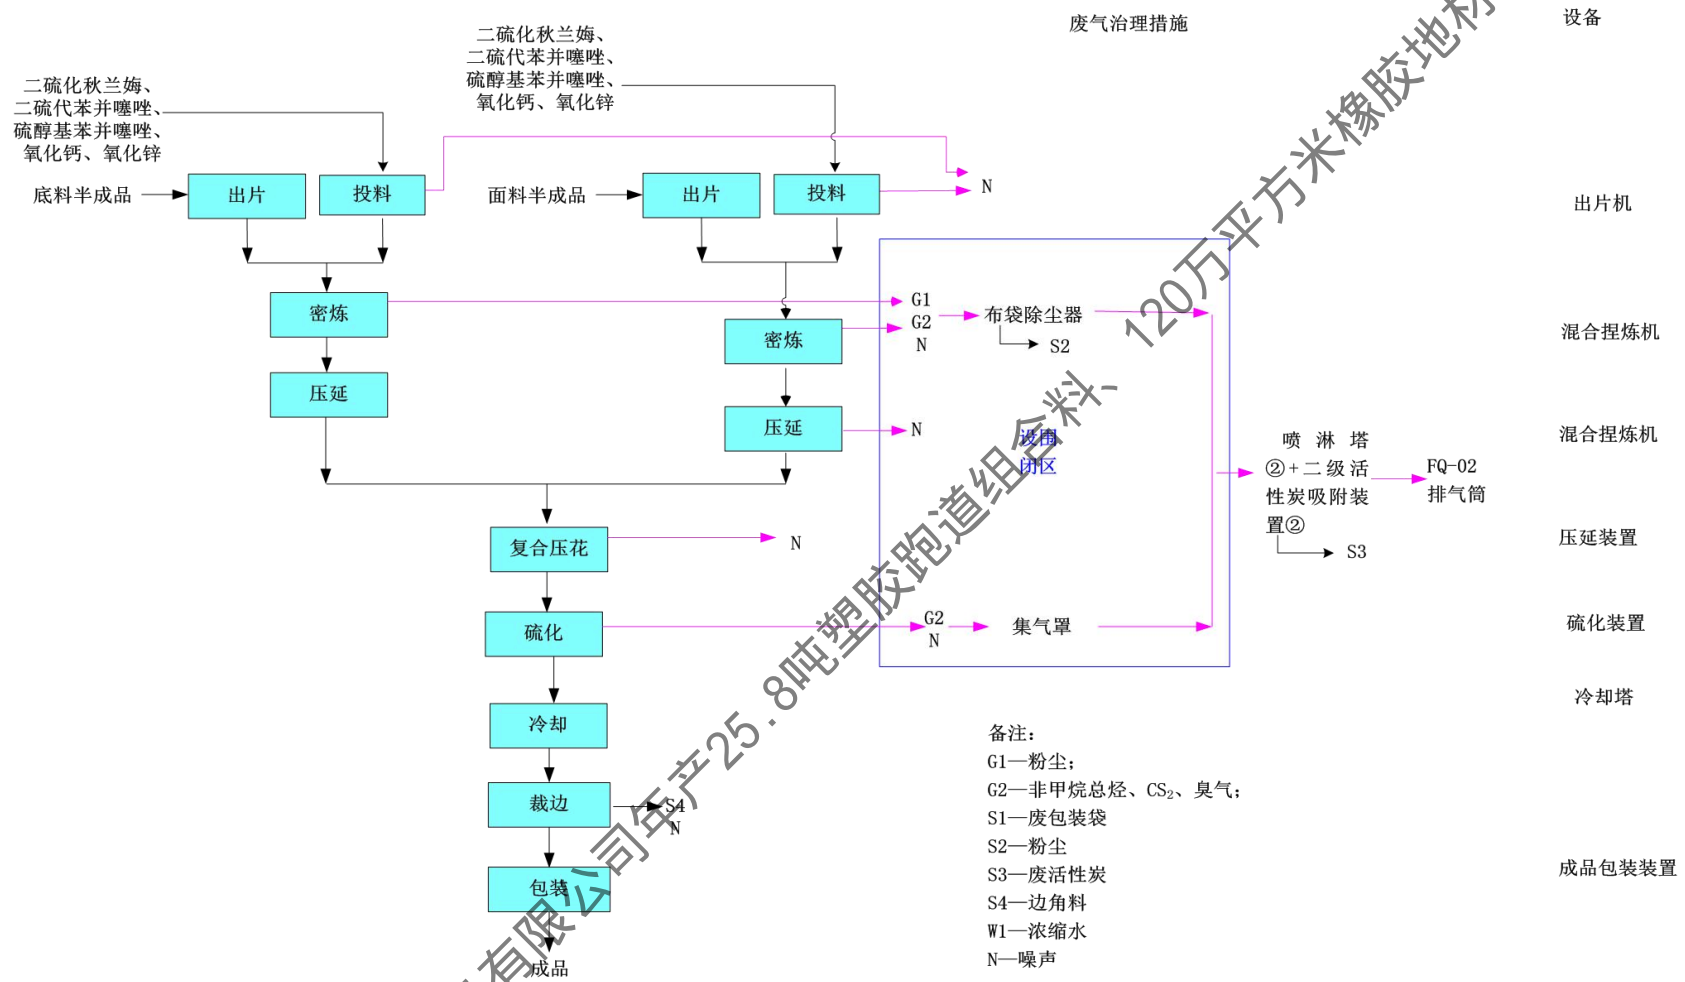 废气治理措施
设备
二硫化秋兰姆、
二硫代苯并噻唑、
硫醇基苯并噻唑、
氧化钙、氧化锌
二硫化秋兰姆、
二硫代苯并噻唑、
硫醇基苯并噻唑、
氧化钙、氧化锌
底料半成品
出片
投料
面料半成品
出片
投料
N
出片机
密炼
密炼
G1
G2
N
布袋除尘器
S2
混合捏炼机
压延
压延
N
设围
闭区
混合捏炼机
喷淋塔
②+二级活
性炭吸附装
置②
S3
FQ-02
排气筒
复合压花
N
压延装置
硫化
G2
N
集气罩
硫化装置
冷却
冷却塔
裁边
S4
N
包装
成品
成品包装装置
备注：
G1—粉尘；
G2—非甲烷总烃、CS₂、臭气；
S1—废包装袋
S2—粉尘
S3—废活性炭
S4—边角料
W1—浓缩水
N—噪声
有限公司年产25.8吨塑胶跑道组合料、120万平方米橡胶地材